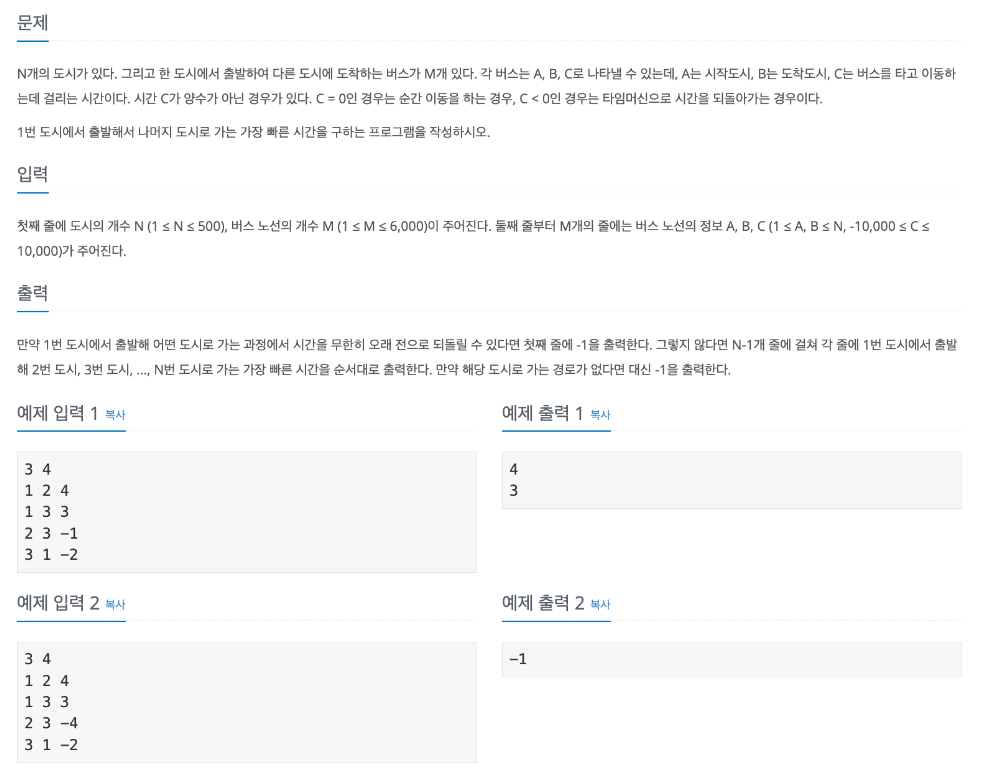 문제
N개의 도시가 있다. 그리고 한 도시에서 출발하여 다른 도시에 도착하는 버스가 M개 있다. 각 버스는 A, B, C로 나타낼 수 있는데, A는 시작도시, B는 도착도시, C는 버스를 타고 이동하
는데 걸리는 시간이다. 시간 C가 양수가 아닌 경우가 있다. C = 0인 경우는 순간 이동을 하는 경우, C < 0인 경우는 타임머신으로 시간을 되돌아가는 경우이다.
1번 도시에서 출발해서 나머지 도시로 가는 가장 빠른 시간을 구하는 프로그램을 작성하시오.
입력
첫째 줄에 도시의 개수 N (1 ≤ N ≤ 500), 버스 노선의 개수 M (1 ≤ M ≤ 6,000)이 주어진다. 둘째 줄부터 M개의 줄에는 버스 노선의 정보 A, B, C (1 ≤ A, B ≤ N, -10,000 ≤ C ≤
10,000)가 주어진다.
출력
만약 1번 도시에서 출발해 어떤 도시로 가는 과정에서 시간을 무한히 오래 전으로 되돌릴 수 있다면 첫째 줄에 -1을 출력한다. 그렇지 않다면 N-1개 줄에 걸쳐 각 줄에 1번 도시에서 출발
해 2번 도시, 3번 도시, ..., N번 도시로 가는 가장 빠른 시간을 순서대로 출력한다. 만약 해당 도시로 가는 경로가 없다면 대신 -1을 출력한다.
예제 입력 1 복사
3 4
1 2 4
1 3 3
2 3 -1
3 1 -2
예제 출력 1 복사
4
3
예제 입력 2 복사
3 4
1 2 4
1 3 3
2 3 -4
3 1 -2
예제 출력 2 복사
-1